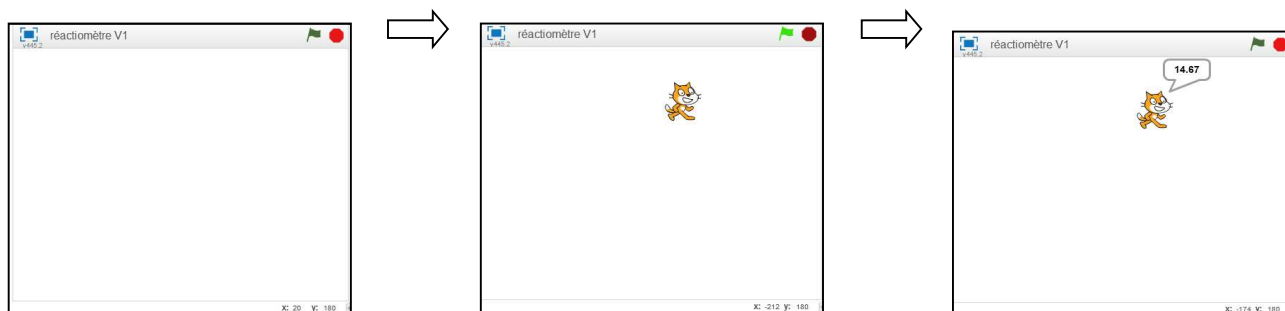 réactiomètre V1
v445.2
x: 20 y: 180
réactiomètre V1
v445.2
x: -212 y: 180
réactiomètre V1
v445.2
14.67
x: -174 y: 180